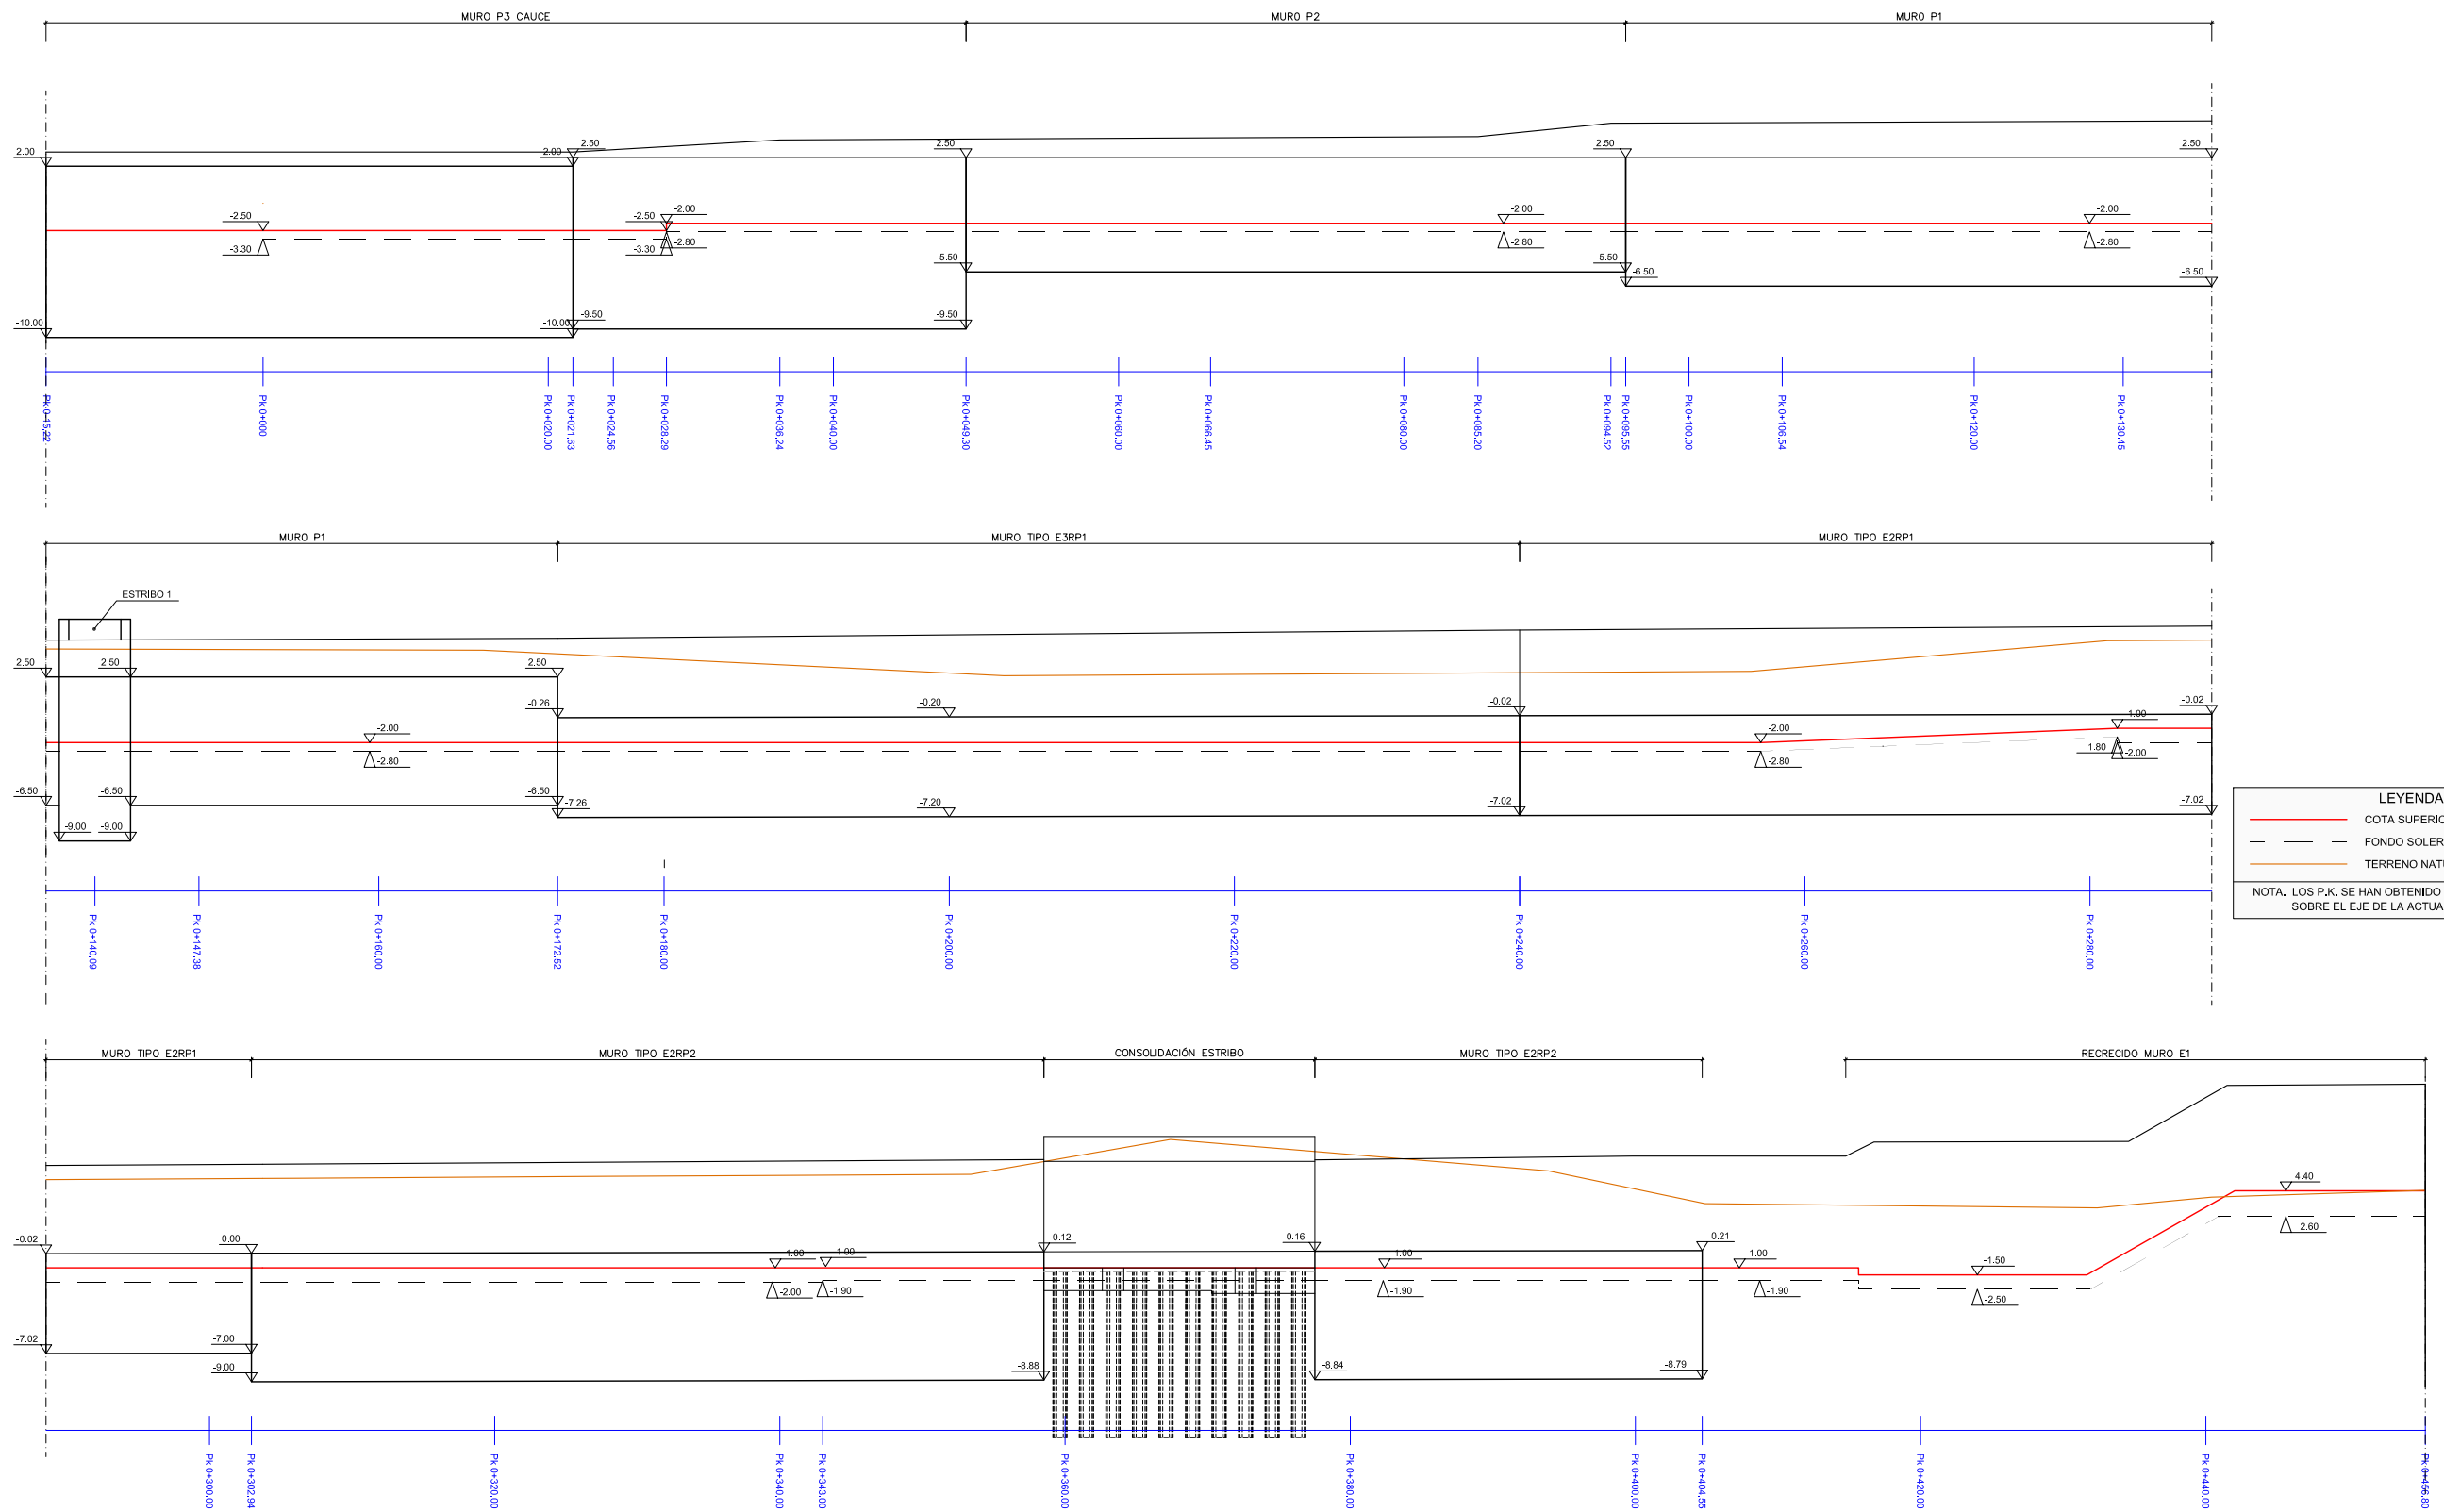 MURO P3 CAUCE
MURO P2
MURO P1
2.00
2.00
2.50
2.50
2.50
2.50
-2.50
-3.30
-2.50
-3.30
-2.00
-2.80
-2.00
-2.80
-2.00
-2.80
-10.00
-10.00
-9.50
-9.50
-5.50
-5.50
-6.50
-6.50
Pk 0-15,22
Pk 0+000
Pk 0+020.00
Pk 0+021.63
Pk 0+024.56
Pk 0+028.29
Pk 0+036.24
Pk 0+040.00
Pk 0+049.30
Pk 0+060.00
Pk 0+066.45
Pk 0+080.00
Pk 0+085.20
Pk 0+094.52
Pk 0+095.55
Pk 0+100.00
Pk 0+106.54
Pk 0+120.00
Pk 0+130.45
MURO P1
MURO TIPO E3RP1
MURO TIPO E2RP1
ESTRIBO 1
2.50
2.50
2.50
-0.26
-0.20
-0.02
-0.02
-2.00
-2.80
-2.00
-2.80
1.00
1.80
-2.00
-6.50
-6.50
-6.50
-7.26
-7.20
-7.02
-7.02
-9.00
-9.00
Pk 0+140.09
Pk 0+147.38
Pk 0+160.00
Pk 0+172.52
Pk 0+180.00
Pk 0+200.00
Pk 0+220.00
Pk 0+240.00
Pk 0+260.00
Pk 0+280.00
LEYENDA
COTA SUPERIC
FONDO SOLER
TERRENO NATU
NOTA. LOS P.K. SE HAN OBTENIDO
SOBRE EL EJE DE LA ACTUA
MURO TIPO E2RP1
MURO TIPO E2RP2
CONSOLIDACIÓN ESTRIBO
MURO TIPO E2RP2
RECRECIDO MURO E1
-0.02
0.00
0.12
0.16
0.21
-1.00
1.00
-1.00
-1.00
-1.50
4.40
-2.00
-1.90
-1.90
-1.90
-2.50
2.60
-7.02
-7.00
-9.00
-8.88
-8.84
-8.79
Pk 0+300.00
Pk 0+302.94
Pk 0+320.00
Pk 0+340.00
Pk 0+343.00
Pk 0+360.00
Pk 0+380.00
Pk 0+400.00
Pk 0+404.55
Pk 0+420.00
Pk 0+440.00
Pk 0+456.80